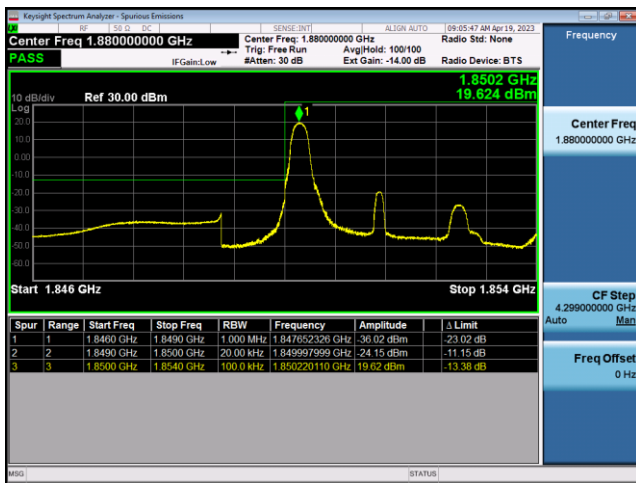 Keysight Spectrum Analyzer - Spurious Emissions
RF 50 Ω DC SENSE:INT ALIGN AUTO 09:05:47 AM Apr 19, 2023
Center Freq 1.880000000 GHz
Center Freq: 1.880000000 GHz
Radio Std: None
Trig: Free Run Avg|Hold: 100/100
PASS
IFGain:Low
#Atten: 30 dB Ext Gain: -14.00 dB Radio Device: BTS
1.8502 GHz
19.624 dBm
10 dB/div Ref 30.00 dBm
Log
1
20.0
10.0
0.00
-10.0
-20.0
-30.0
-40.0
-50.0
-60.0
Start 1.846 GHz Stop 1.854 GHz
Spur Range Start Freq Stop Freq RBW Frequency Amplitude Δ Limit
1 1 1.8460 GHz 1.8490 GHz 1.000 MHz 1.847652326 GHz -36.02 dBm -23.02 dB
2 2 1.8490 GHz 1.8500 GHz 20.00 kHz 1.849997999 GHz -24.15 dBm -11.15 dB
3 3 1.8500 GHz 1.8540 GHz 100.0 kHz 1.850220110 GHz 19.62 dBm -13.38 dB
MSG STATUS
Frequency
Center Freq
1.880000000 GHz
CF Step
4.299000000 GHz
Auto Man
Freq Offset
0 Hz